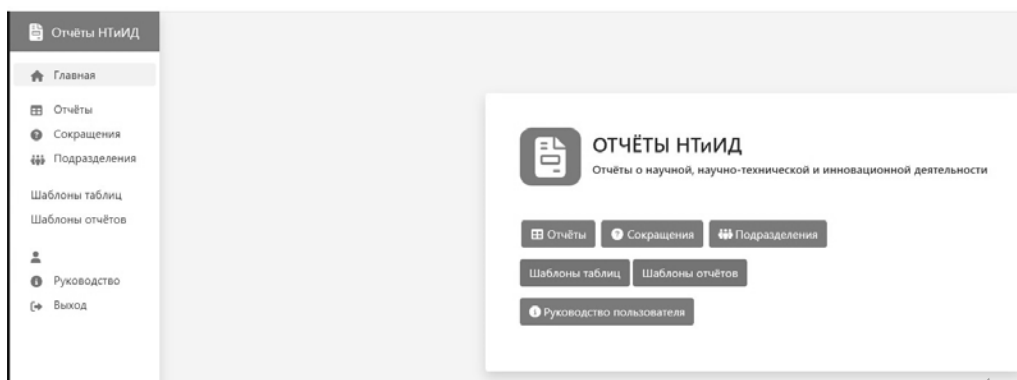 Отчёты НТиИД
Главная
Отчёты
Сокращения
Подразделения
Шаблоны таблиц
Шаблоны отчётов
Руководство
Выход
ОТЧЁТЫ НТиИД
Отчёты о научной, научно-технической и инновационной деятельности
Отчёты Сокращения Подразделения
Шаблоны таблиц Шаблоны отчётов
Руководство пользователя